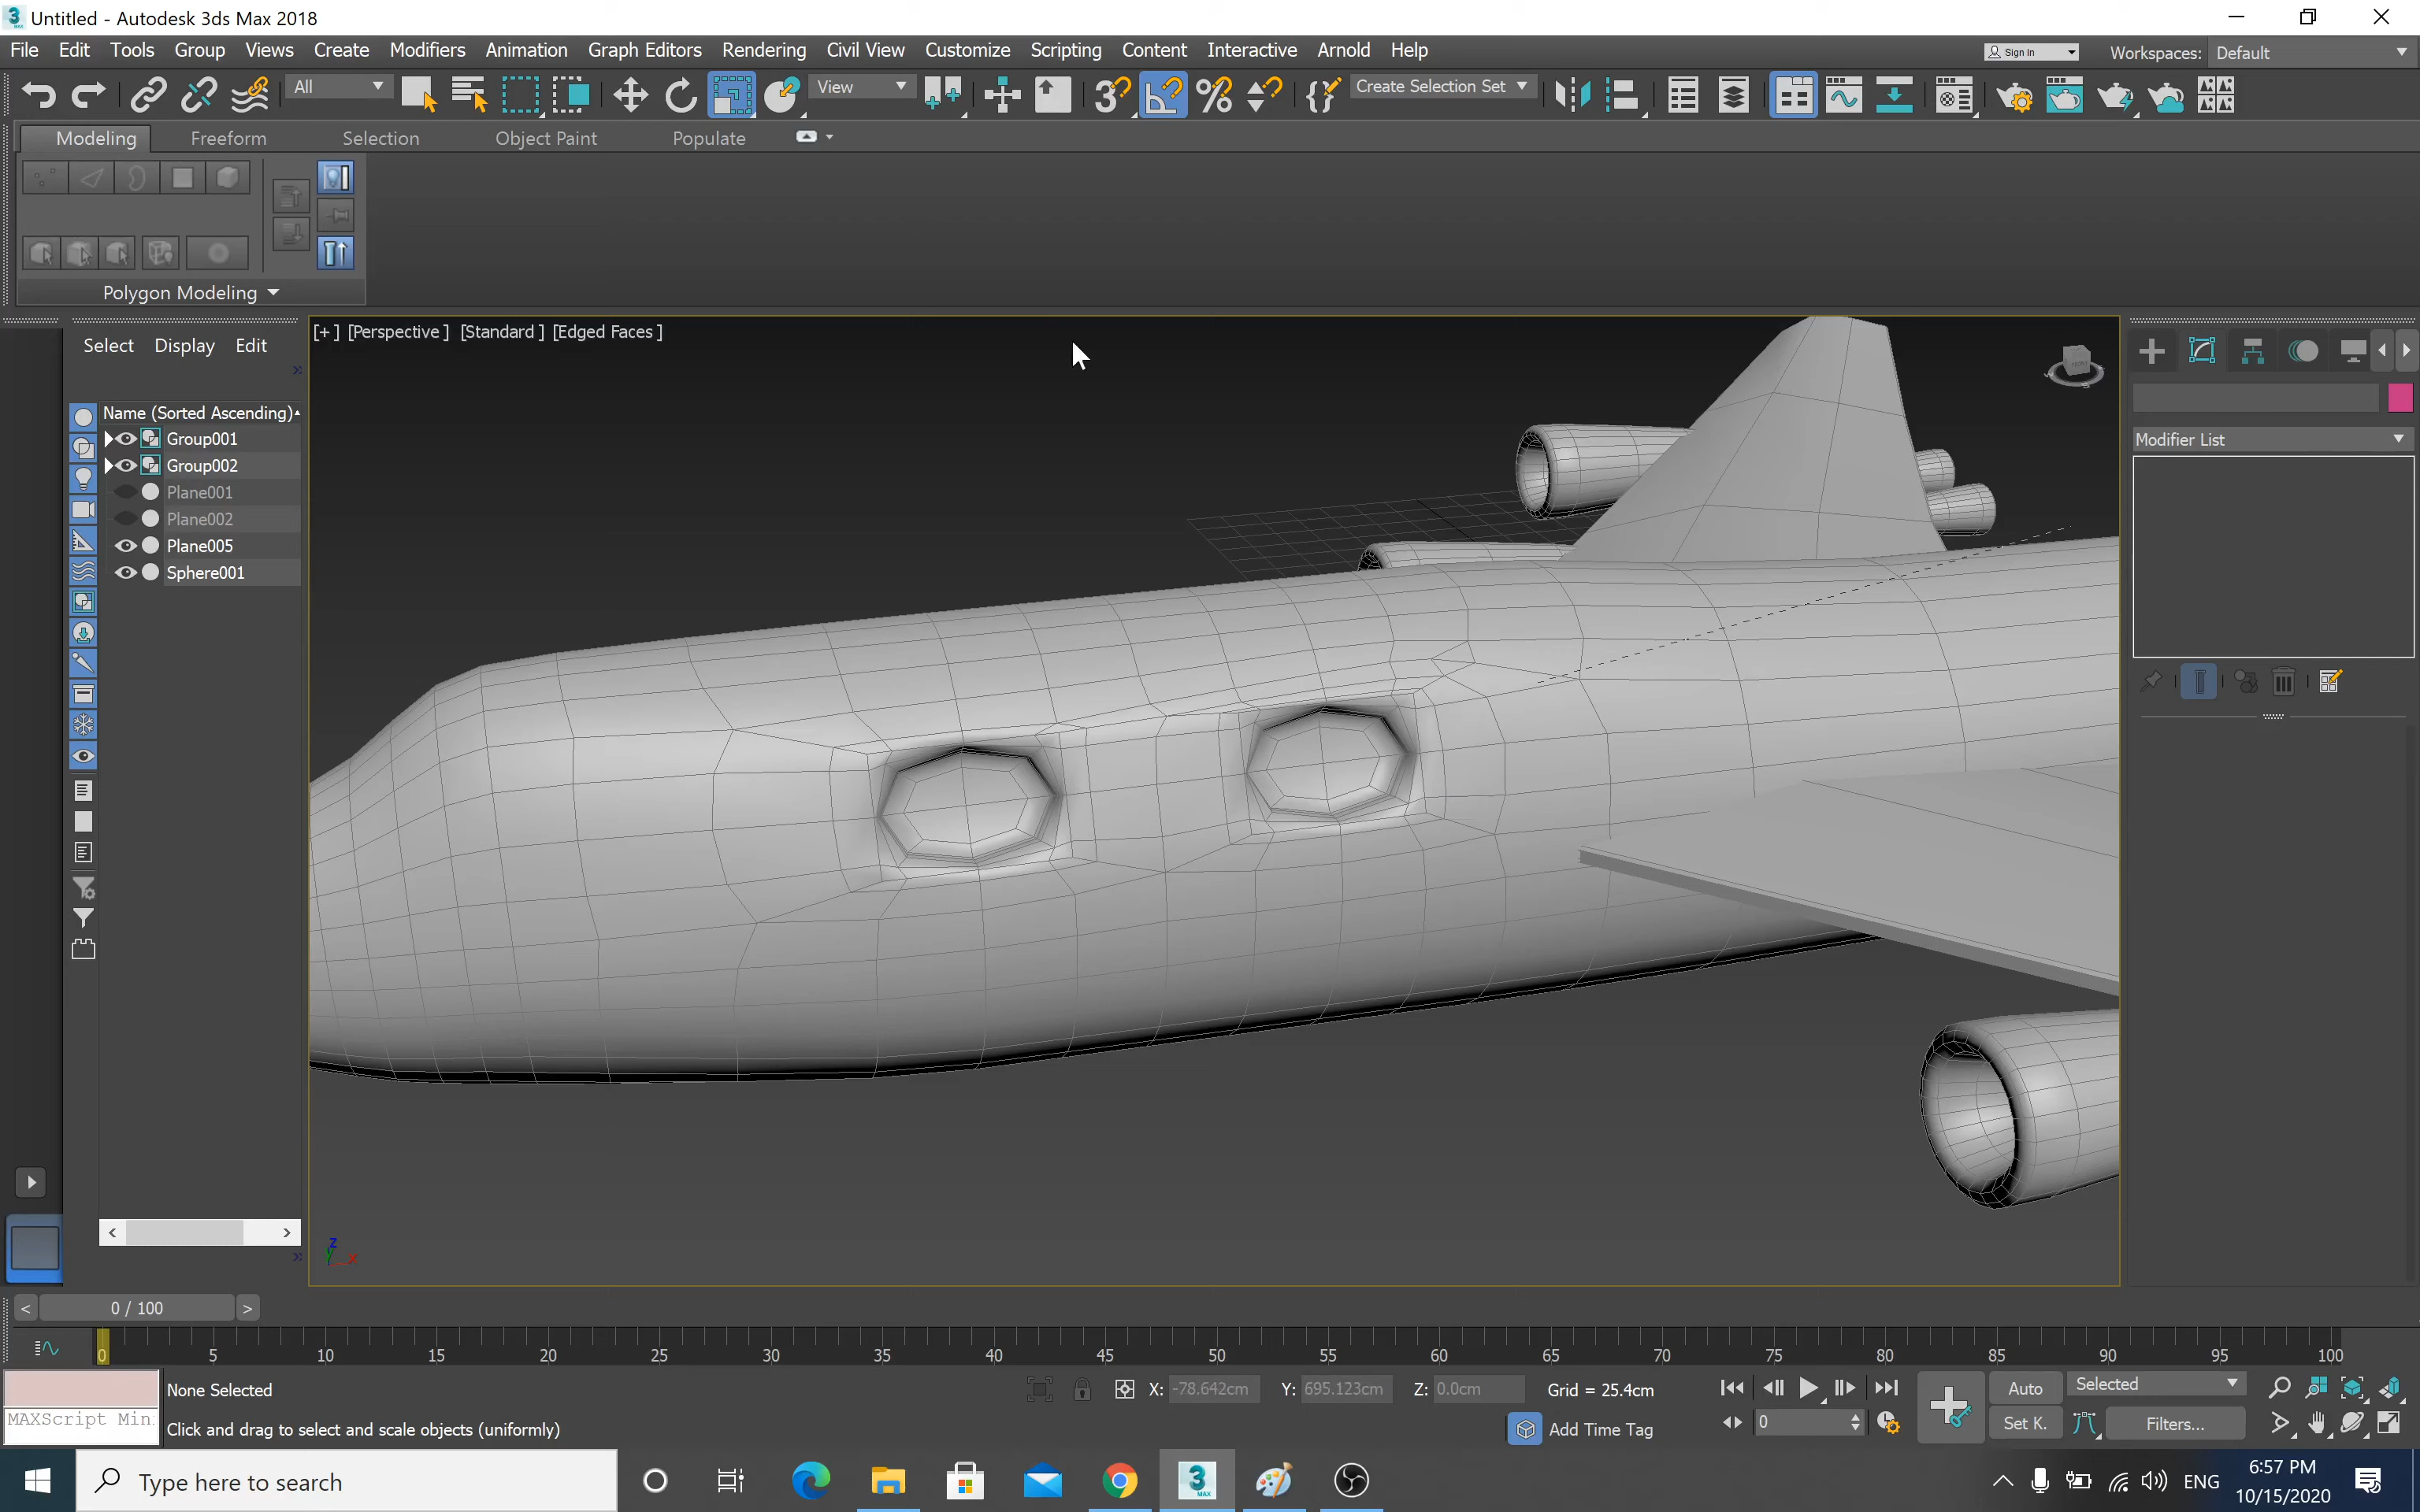 Untitled - Autodesk 3ds Max 2018
File Edit Tools Group Views Create Modifiers Animation Graph Editors Rendering Civil View Customize Scripting Content Interactive Arnold Help
Sign In
Workspaces: Default
All
View
Create Selection Set
Modeling Freeform Selection Object Paint Populate
Polygon Modeling
Select Display Edit
[+] [Perspective] [Standard] [Edged Faces]
Name (Sorted Ascending)
Group001
Group002
Plane001
Plane002
Plane005
Sphere001
Modifier List
z
x
0 / 100
0 5 10 15 20 25 30 35 40 45 50 55 60 65 70 75 80 85 90 95 100
None Selected
X: -78.642cm Y: 695.123cm Z: 0.0cm Grid = 25.4cm
Auto Selected
MAXScript Min
Click and drag to select and scale objects (uniformly)
Add Time Tag
0
Set K. Filters...
Type here to search
3 MAX
ENG
6:57 PM
10/15/2020